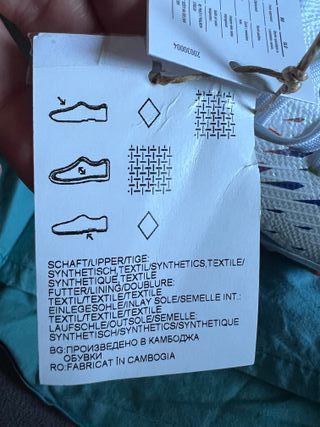 20030004
SCHAFT/UPPER/TIGE:
SYNTHETISCH,TEXTIL/SYNTHETICS,TEXTILE/
SYNTHETIQUE,TEXTILE
FUTTER/LINING/DOUBLURE:
TEXTIL/TEXTILE/TEXTILE
EINLEGESOHLE/INLAY SOLE/SEMELLE INT.:
TEXTIL/TEXTILE/TEXTILE
LAUFSOHLE/OUTSOLE/SEMELLE:
SYNTHETISCH/SYNTHETICS/SYNTHETIQUE
BG:ПРОИЗВЕДЕНО В КАМБОДЖА
ОБУВКИ
RO:FABRICAT ÎN CAMBOGIA